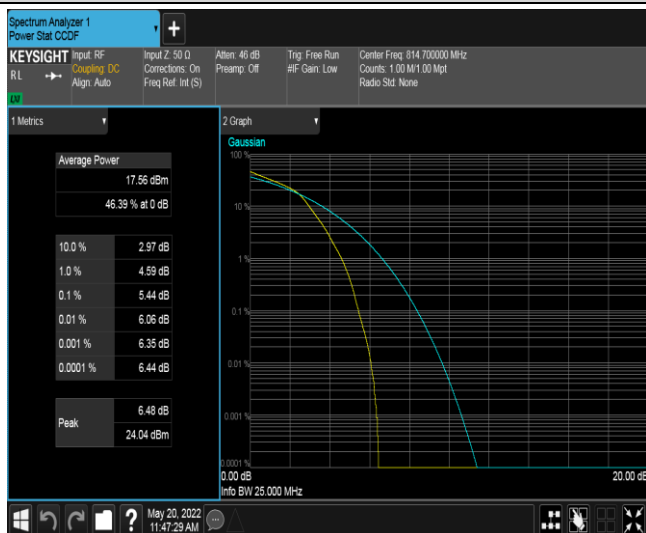 Spectrum Analyzer 1
Power Stat CCDF
KEYSIGHT
RL
Input: RF
Coupling: DC
Align: Auto
Input Z: 50 Ω
Corrections: On
Freq Ref: Int (S)
Atten: 46 dB
Preamp: Off
Trig: Free Run
#IF Gain: Low
Center Freq: 814.700000 MHz
Counts: 1.00 M/1.00 Mpt
Radio Std: None
1 Metrics
Average Power
17.56 dBm
46.39 % at 0 dB
10.0 % 2.97 dB
1.0 % 4.59 dB
0.1 % 5.44 dB
0.01 % 6.06 dB
0.001 % 6.35 dB
0.0001 % 6.44 dB
Peak
6.48 dB
24.04 dBm
2 Graph
Gaussian
100 %
10 %
1 %
0.1 %
0.01 %
0.001 %
0.0001 %
0.00 dB
20.00 dB
Info BW 25.000 MHz
May 20, 2022
11:47:29 AM